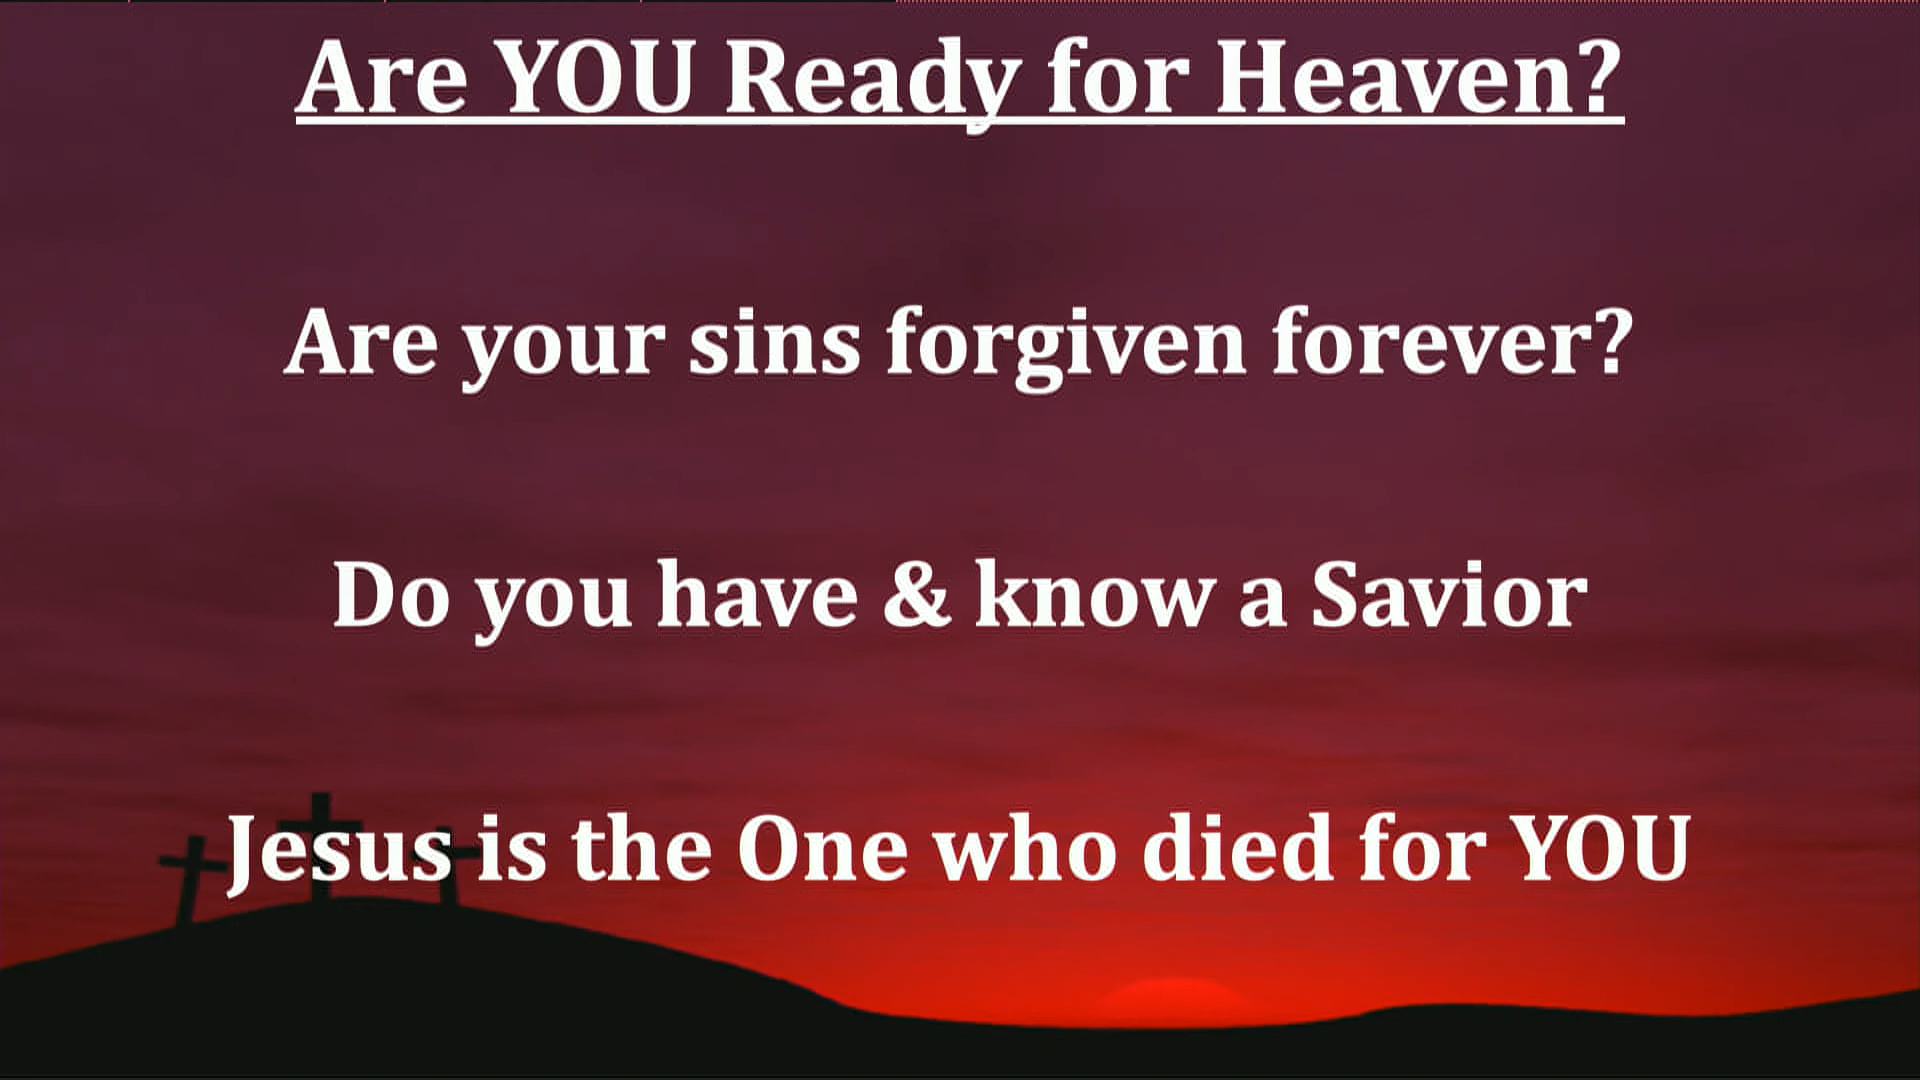 Are YOU Ready for Heaven?
Are your sins forgiven forever?
Do you have & know a Savior
Jesus is the One who died for YOU